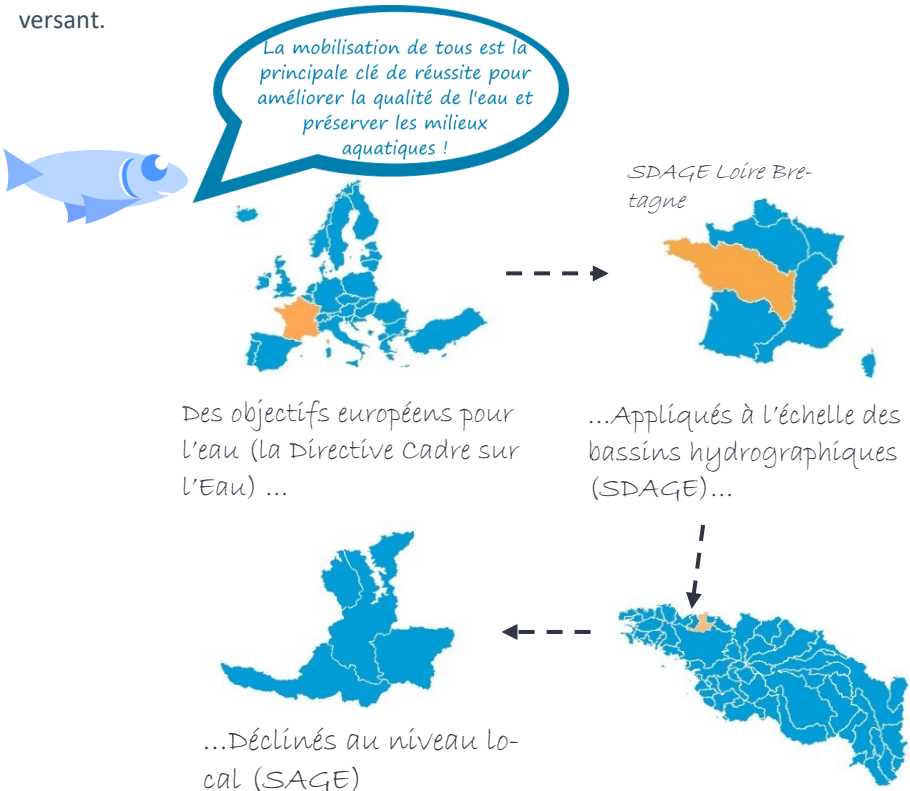 versant.
La mobilisation de tous est la
principale clé de réussite pour
améliorer la qualité de l'eau et
préserver les milieux
aquatiques !
SDAGE Loire Bre-
tagne
Des objectifs européens pour
l'eau (la Directive Cadre sur
l'Eau) ...
...Appliqués à l'échelle des
bassins hydrographiques
(SDAGE)...
...Déclinés au niveau lo-
cal (SAGE)